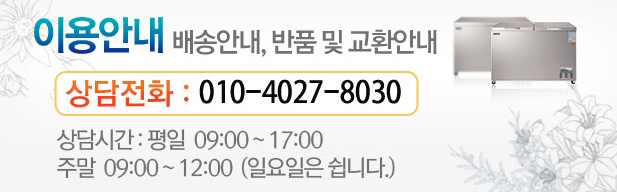 이용안내 배송안내, 반품 및 교환안내
상담전화 : 010-4027-8030
상담시간 : 평일 09:00 ~ 17:00
주말 09:00 ~ 12:00 (일요일은 쉽니다.)